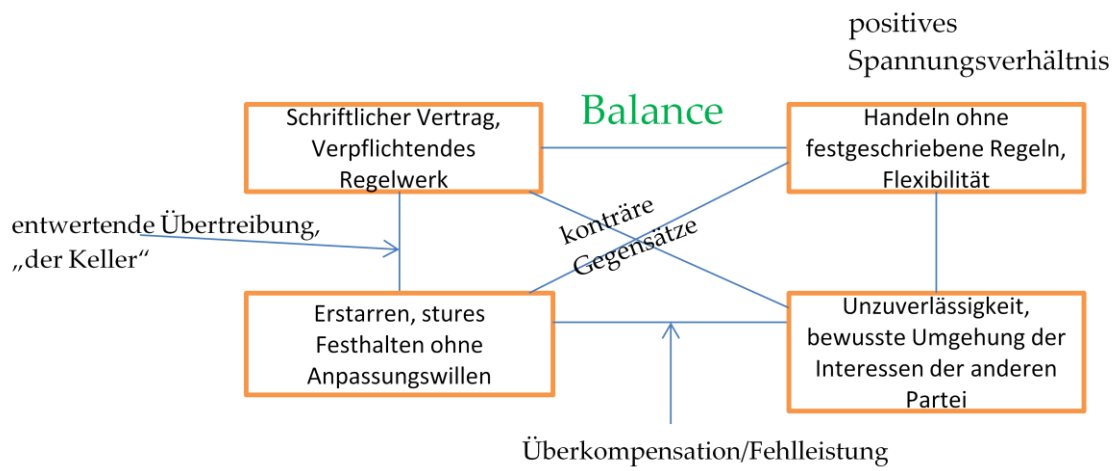 positives
Spannungsverhältnis
Balance
Schriftlicher Vertrag,
Verpflichtendes
Regelwerk
Handeln ohne
festgeschriebene Regeln,
Flexibilität
entwertende Übertreibung,
„der Keller“
konträre
Gegensätze
Erstarren, stures
Festhalten ohne
Anpassungswillen
Unzuverlässigkeit,
bewusste Umgehung der
Interessen der anderen
Partei
Überkompensation/Fehlleistung